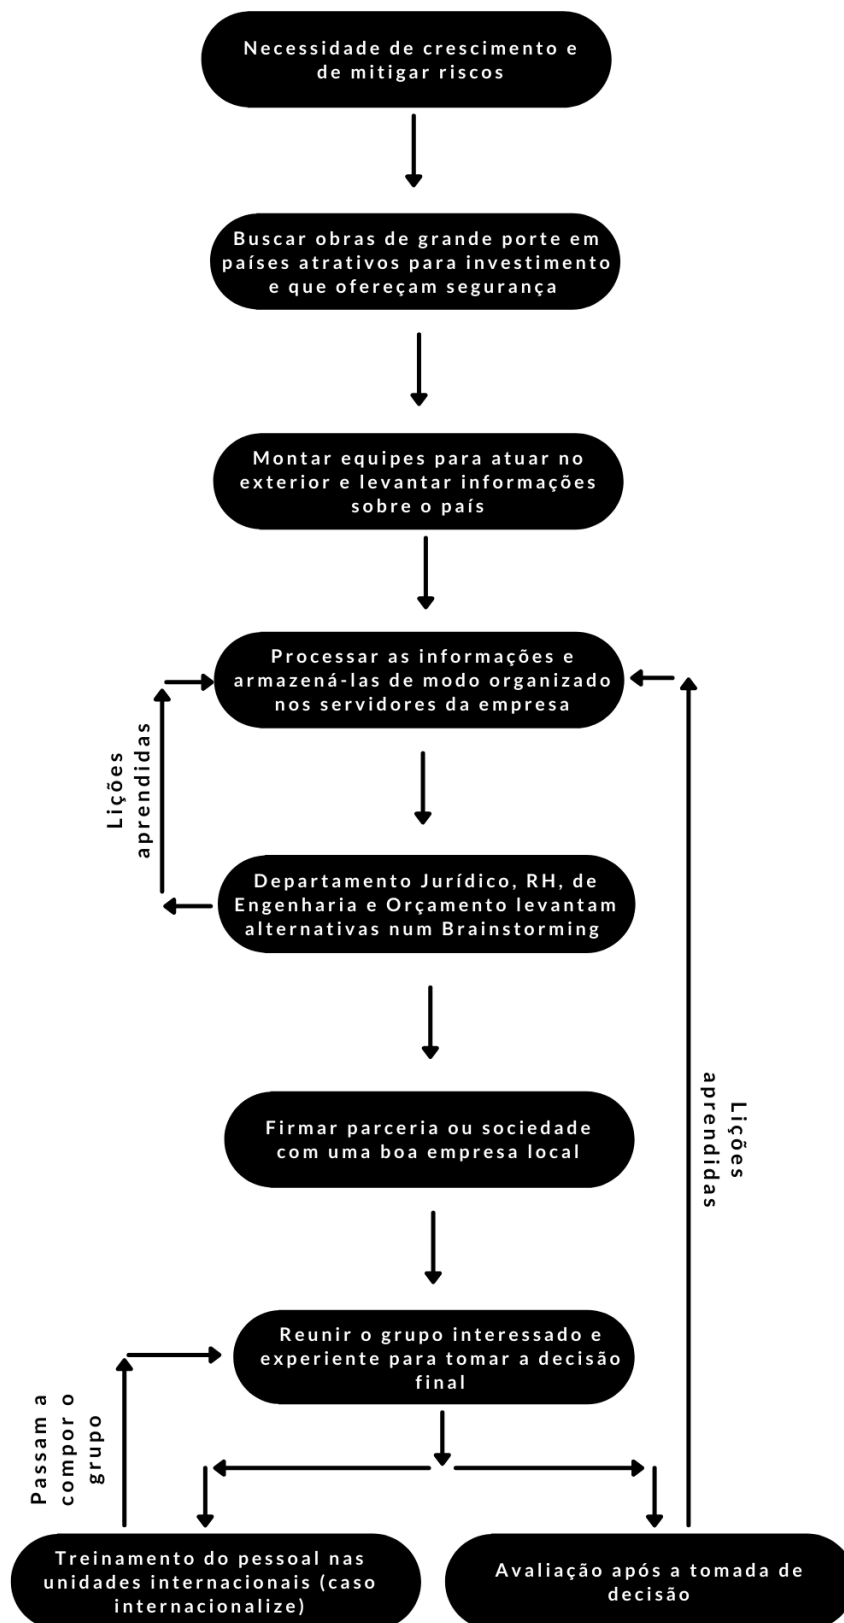 Necessidade de crescimento e
de mitigar riscos
Buscar obras de grande porte em
países atrativos para investimento
e que ofereçam segurança
Montar equipes para atuar no
exterior e levantar informações
sobre o país
Processar as informações e
armazená-las de modo organizado
nos servidores da empresa
Lições
aprendidas
Departamento Jurídico, RH, de
Engenharia e Orçamento levantam
alternativas num Brainstorming
Firmar parceria ou sociedade
com uma boa empresa local
Lições
aprendidas
Reunir o grupo interessado e
experiente para tomar a decisão
final
Passam a
compor o
grupo
Treinamento do pessoal nas
unidades internacionais (caso
internacionalize)
Avaliação após a tomada de
decisão